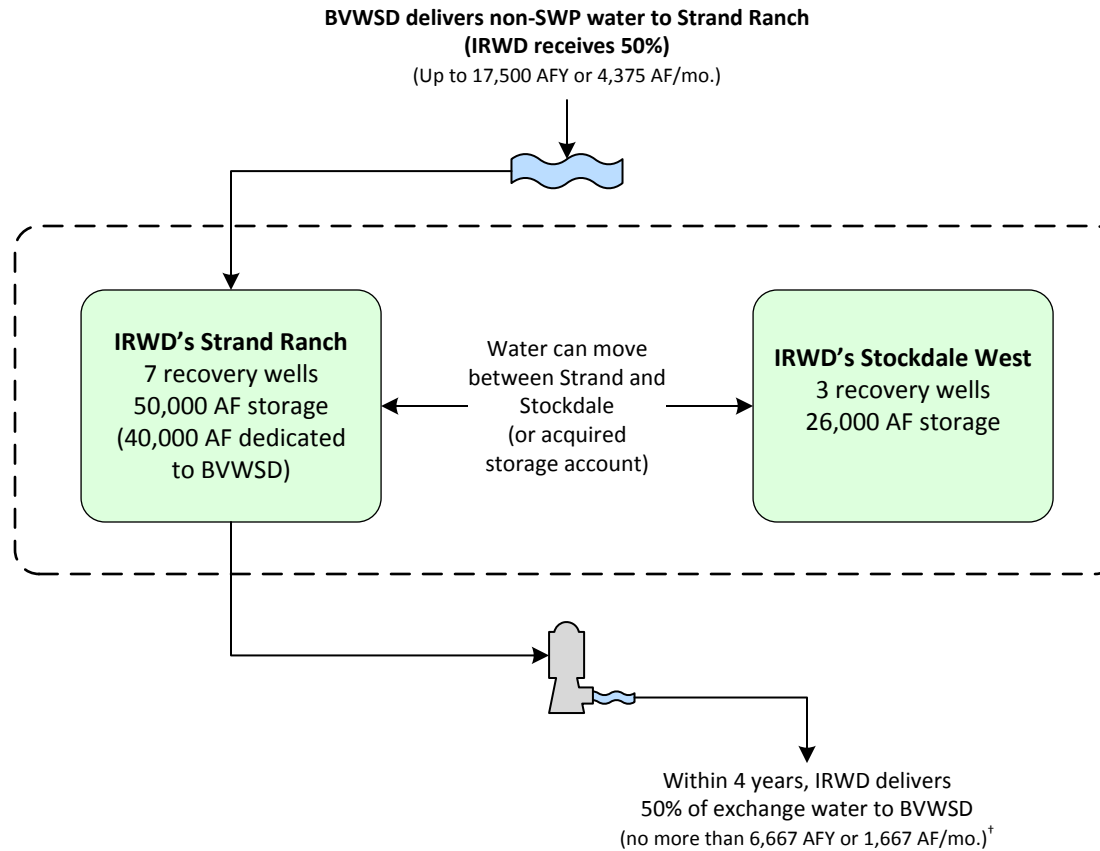 BVWSD delivers non-SWP water to Strand Ranch
(IRWD receives 50%)
(Up to 17,500 AFY or 4,375 AF/mo.)
IRWD's Strand Ranch
7 recovery wells
50,000 AF storage
(40,000 AF dedicated
to BVWSD)
Water can move
between Strand and
Stockdale
(or acquired
storage account)
IRWD's Stockdale West
3 recovery wells
26,000 AF storage
Within 4 years, IRWD delivers
50% of exchange water to BVWSD
(no more than 6,667 AFY or 1,667 AF/mo.)†